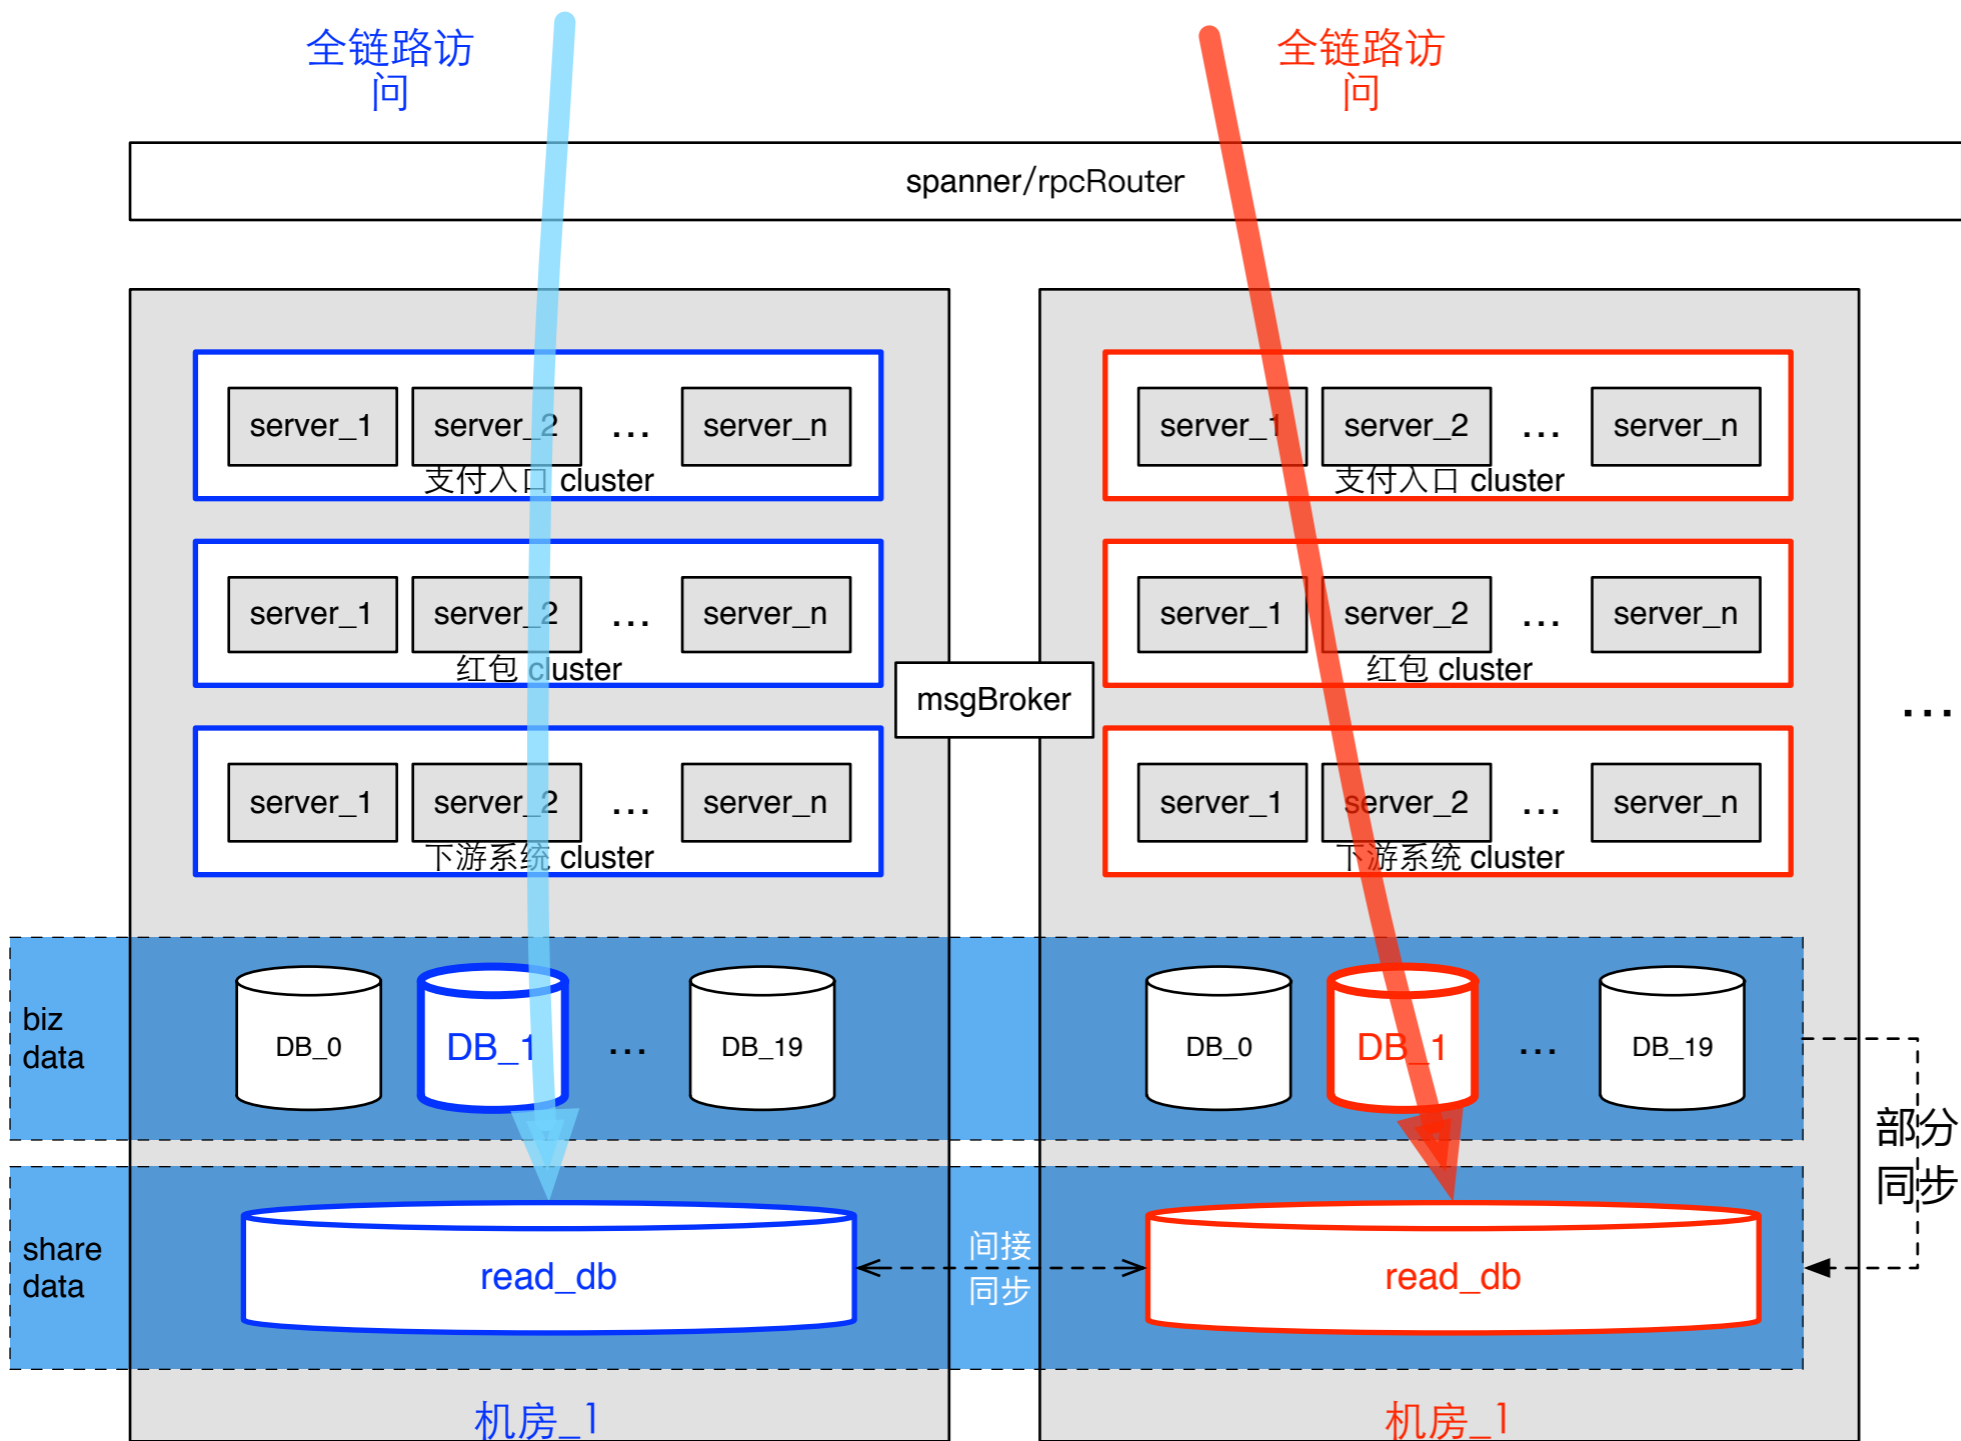 全链路访
问
全链路访
问
spanner/rpcRouter
server_1 server_2 ... server_n
支付入口 cluster
server_1 server_2 ... server_n
支付入口 cluster
server_1 server_2 ... server_n
红包 cluster
server_1 server_2 ... server_n
红包 cluster
msgBroker
...
server_1 server_2 ... server_n
下游系统 cluster
server_1 server_2 ... server_n
下游系统 cluster
biz
data
DB_0 DB_1 ... DB_19
DB_0 DB_1 ... DB_19
部分
同步
share
data
read_db
间接
同步
read_db
机房_1
机房_1